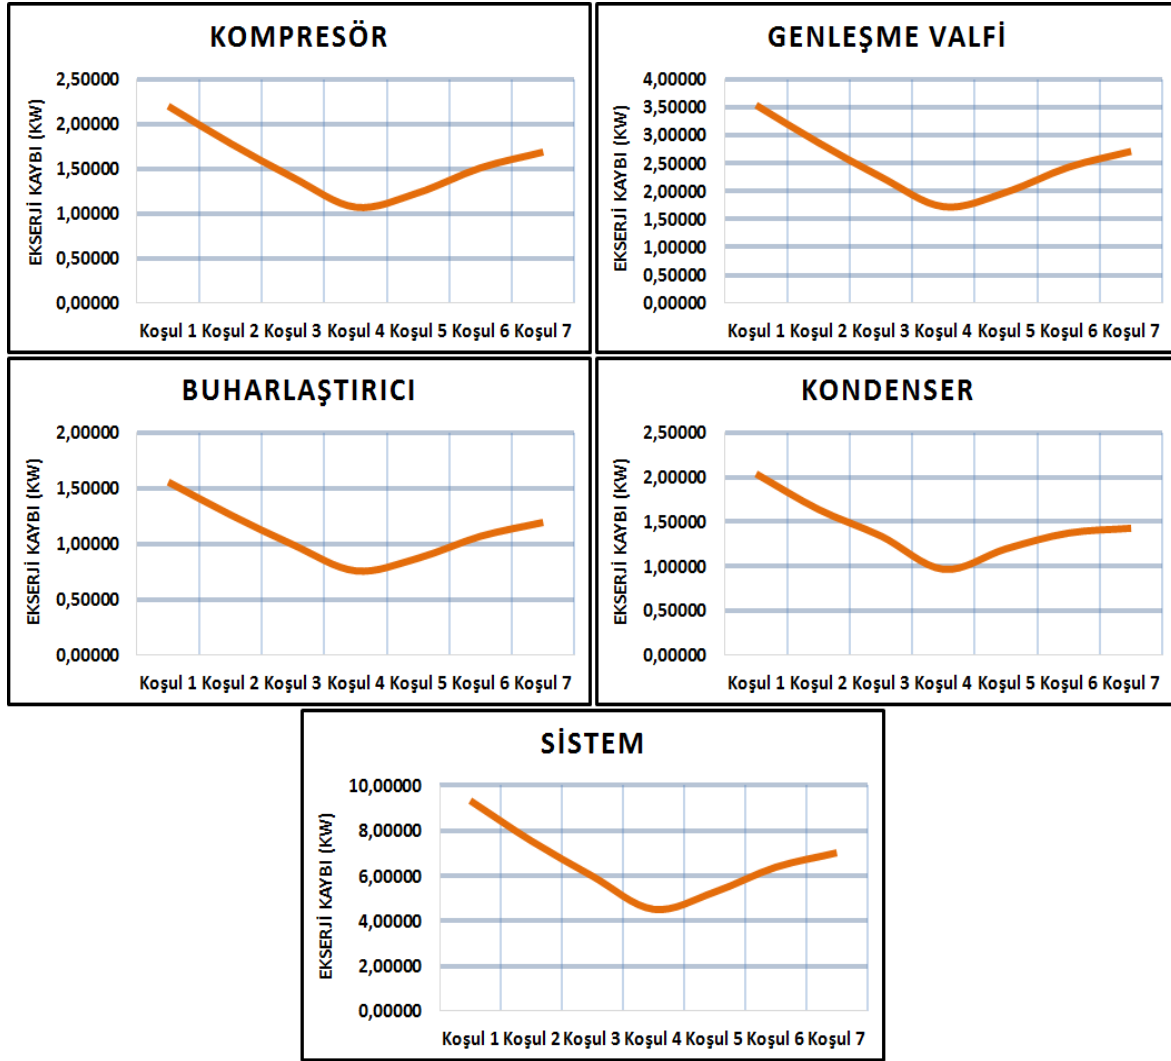 KOMPRESÖR
EKSERJİ KAYBI (KW)
2,50000
2,00000
1,50000
1,00000
0,50000
0,00000
Koşul 1 Koşul 2 Koşul 3 Koşul 4 Koşul 5 Koşul 6 Koşul 7
GENLEŞME VALFİ
EKSERJİ KAYBI (KW)
4,00000
3,50000
3,00000
2,50000
2,00000
1,50000
1,00000
0,50000
0,00000
Koşul 1 Koşul 2 Koşul 3 Koşul 4 Koşul 5 Koşul 6 Koşul 7
BUHARLAŞTIRICI
EKSERJİ KAYBI (KW)
2,00000
1,50000
1,00000
0,50000
0,00000
Koşul 1 Koşul 2 Koşul 3 Koşul 4 Koşul 5 Koşul 6 Koşul 7
KONDENSER
EKSERJİ KAYBI (KW)
2,50000
2,00000
1,50000
1,00000
0,50000
0,00000
Koşul 1 Koşul 2 Koşul 3 Koşul 4 Koşul 5 Koşul 6 Koşul 7
SİSTEM
EKSERJİ KAYBI (KW)
10,00000
8,00000
6,00000
4,00000
2,00000
0,00000
Koşul 1 Koşul 2 Koşul 3 Koşul 4 Koşul 5 Koşul 6 Koşul 7